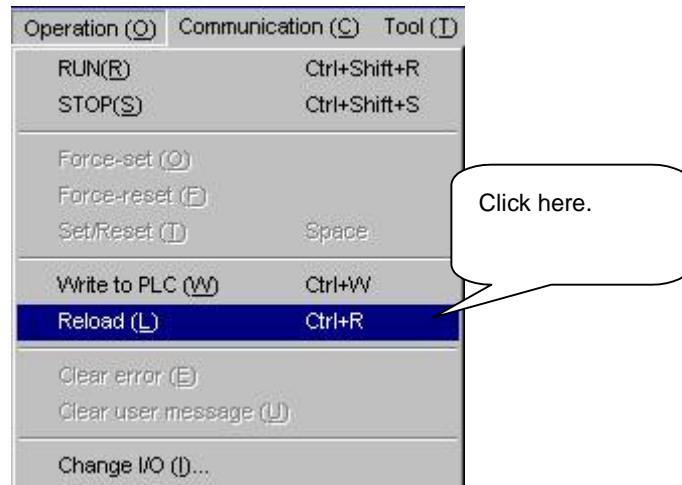 Operation (O) Communication (C) Tool (T)
RUN(R) Ctrl+Shift+R
STOP(S) Ctrl+Shift+S
Force-set (O)
Force-reset (F)
Set/Reset (T) Space
Click here.
Write to PLC (W) Ctrl+W
Reload (L) Ctrl+R
Clear error (E)
Clear user message (U)
Change I/O (I)...